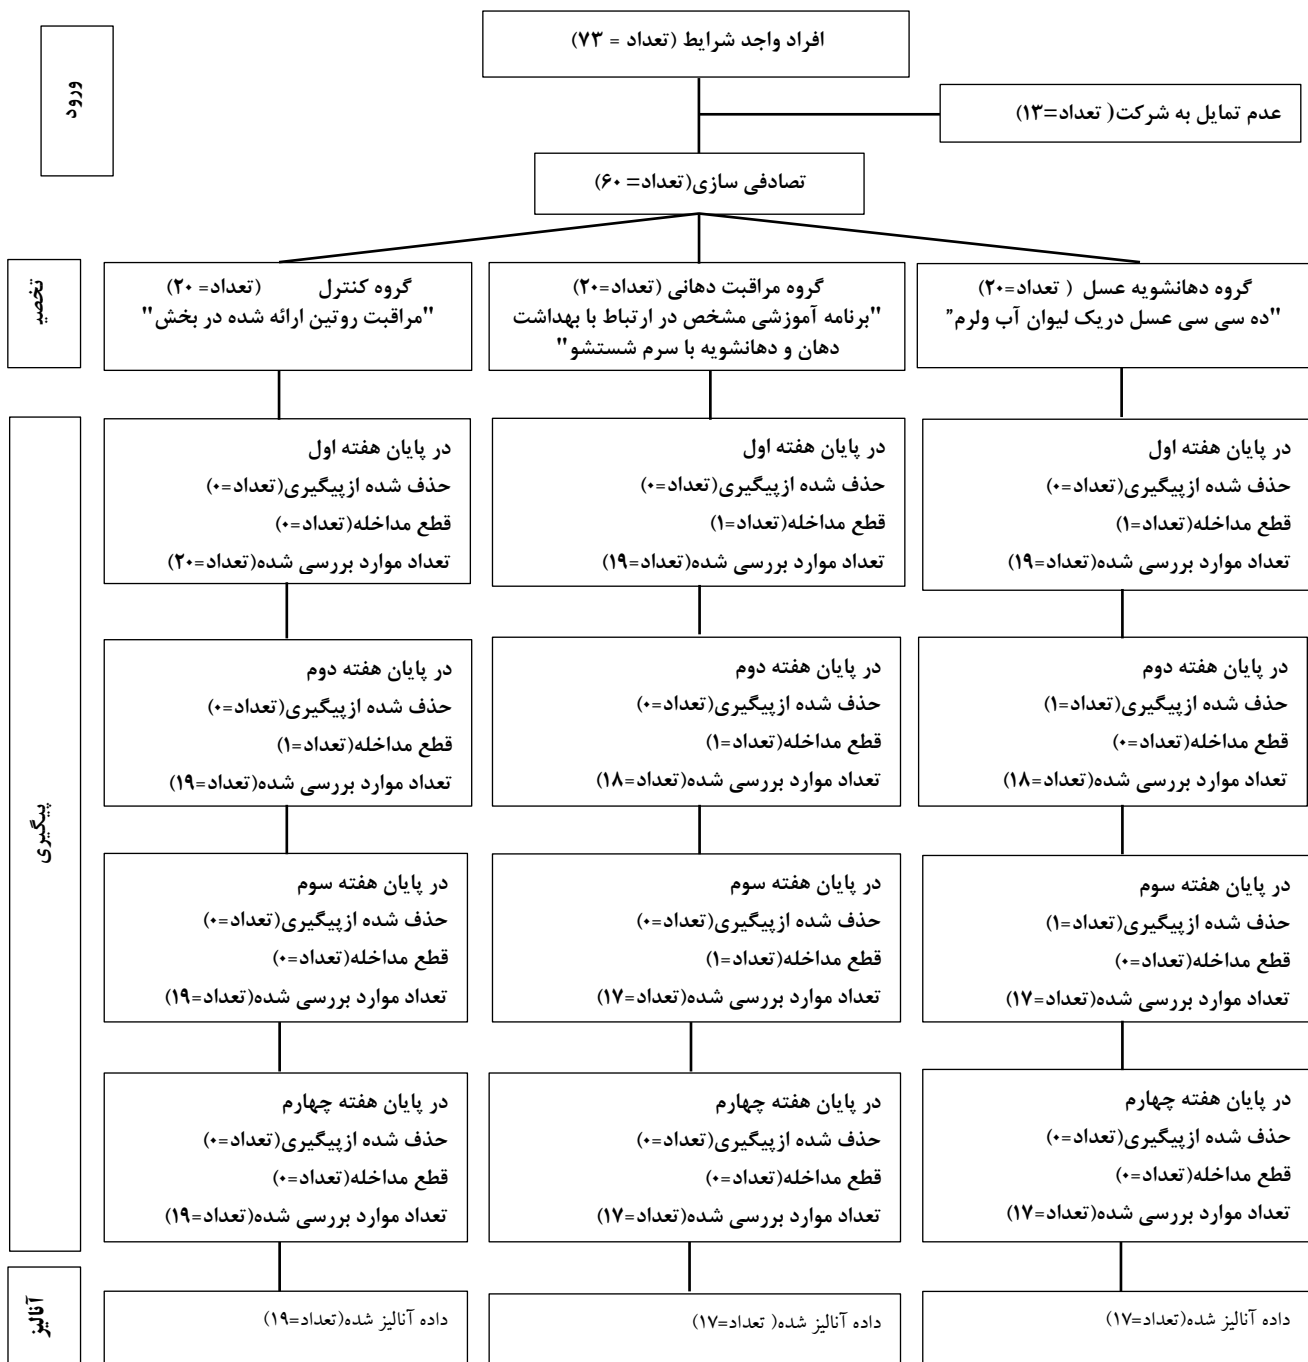 افراد واجد شرایط (تعداد = ۷۳)
ورود
عدم تمایل به شرکت( تعداد=۱۳)
تصادفی سازی(تعداد= ۶۰)
تخصی
گروه دهانشویه عسل ( تعداد=۲۰)
"ده سی سی عسل دریک لیوان آب ولرم"
گروه مراقبت دهانی (تعداد=۲۰)
"برنامه آموزشی مشخص در ارتباط با بهداشت
دهان و دهانشویه با سرم شستشو"
گروه کنترل (تعداد= ۲۰)
"مراقبت روتین ارائه شده در بخش"
پیگیری
در پایان هفته اول
حذف شده ازپیگیری(تعداد=۰)
قطع مداخله(تعداد=۱)
تعداد موارد بررسی شده(تعداد=۱۹)
در پایان هفته اول
حذف شده ازپیگیری(تعداد=۰)
قطع مداخله(تعداد=۱)
تعداد موارد بررسی شده(تعداد=۱۹)
در پایان هفته اول
حذف شده ازپیگیری(تعداد=۰)
قطع مداخله(تعداد=۰)
تعداد موارد بررسی شده(تعداد=۲۰)
در پایان هفته دوم
حذف شده ازپیگیری(تعداد=۱)
قطع مداخله(تعداد=۰)
تعداد موارد بررسی شده(تعداد=۱۸)
در پایان هفته دوم
حذف شده ازپیگیری(تعداد=۰)
قطع مداخله(تعداد=۱)
تعداد موارد بررسی شده(تعداد=۱۸)
در پایان هفته دوم
حذف شده ازپیگیری(تعداد=۰)
قطع مداخله(تعداد=۱)
تعداد موارد بررسی شده(تعداد=۱۹)
در پایان هفته سوم
حذف شده ازپیگیری(تعداد=۱)
قطع مداخله(تعداد=۰)
تعداد موارد بررسی شده(تعداد=۱۷)
در پایان هفته سوم
حذف شده ازپیگیری(تعداد=۰)
قطع مداخله(تعداد=۱)
تعداد موارد بررسی شده(تعداد=۱۷)
در پایان هفته سوم
حذف شده ازپیگیری(تعداد=۰)
قطع مداخله(تعداد=۰)
تعداد موارد بررسی شده(تعداد=۱۹)
در پایان هفته چهارم
حذف شده ازپیگیری(تعداد=۰)
قطع مداخله(تعداد=۰)
تعداد موارد بررسی شده(تعداد=۱۷)
در پایان هفته چهارم
حذف شده ازپیگیری(تعداد=۰)
قطع مداخله(تعداد=۰)
تعداد موارد بررسی شده(تعداد=۱۷)
در پایان هفته چهارم
حذف شده ازپیگیری(تعداد=۰)
قطع مداخله(تعداد=۰)
تعداد موارد بررسی شده(تعداد=۱۹)
آنالیز
داده آنالیز شده(تعداد=۱۷)
داده آنالیز شده( تعداد=۱۷)
داده آنالیز شده(تعداد=۱۹)